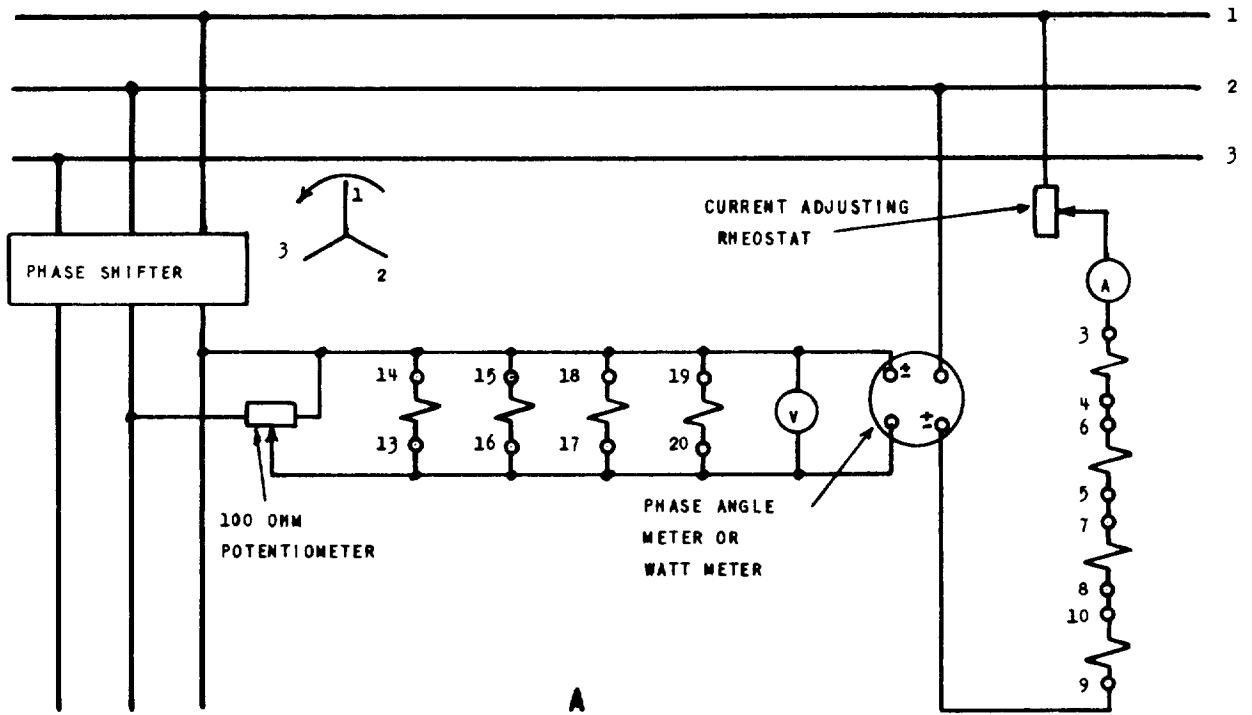 1
2
3
1
3
2
PHASE SHIFTER
CURRENT ADJUSTING
RHEOSTAT
A
3
4
6
5
7
8
10
9
14
15
18
19
±
±
V
13
16
17
20
100 OHM
POTENTIOMETER
PHASE ANGLE
METER OR
WATT METER
A